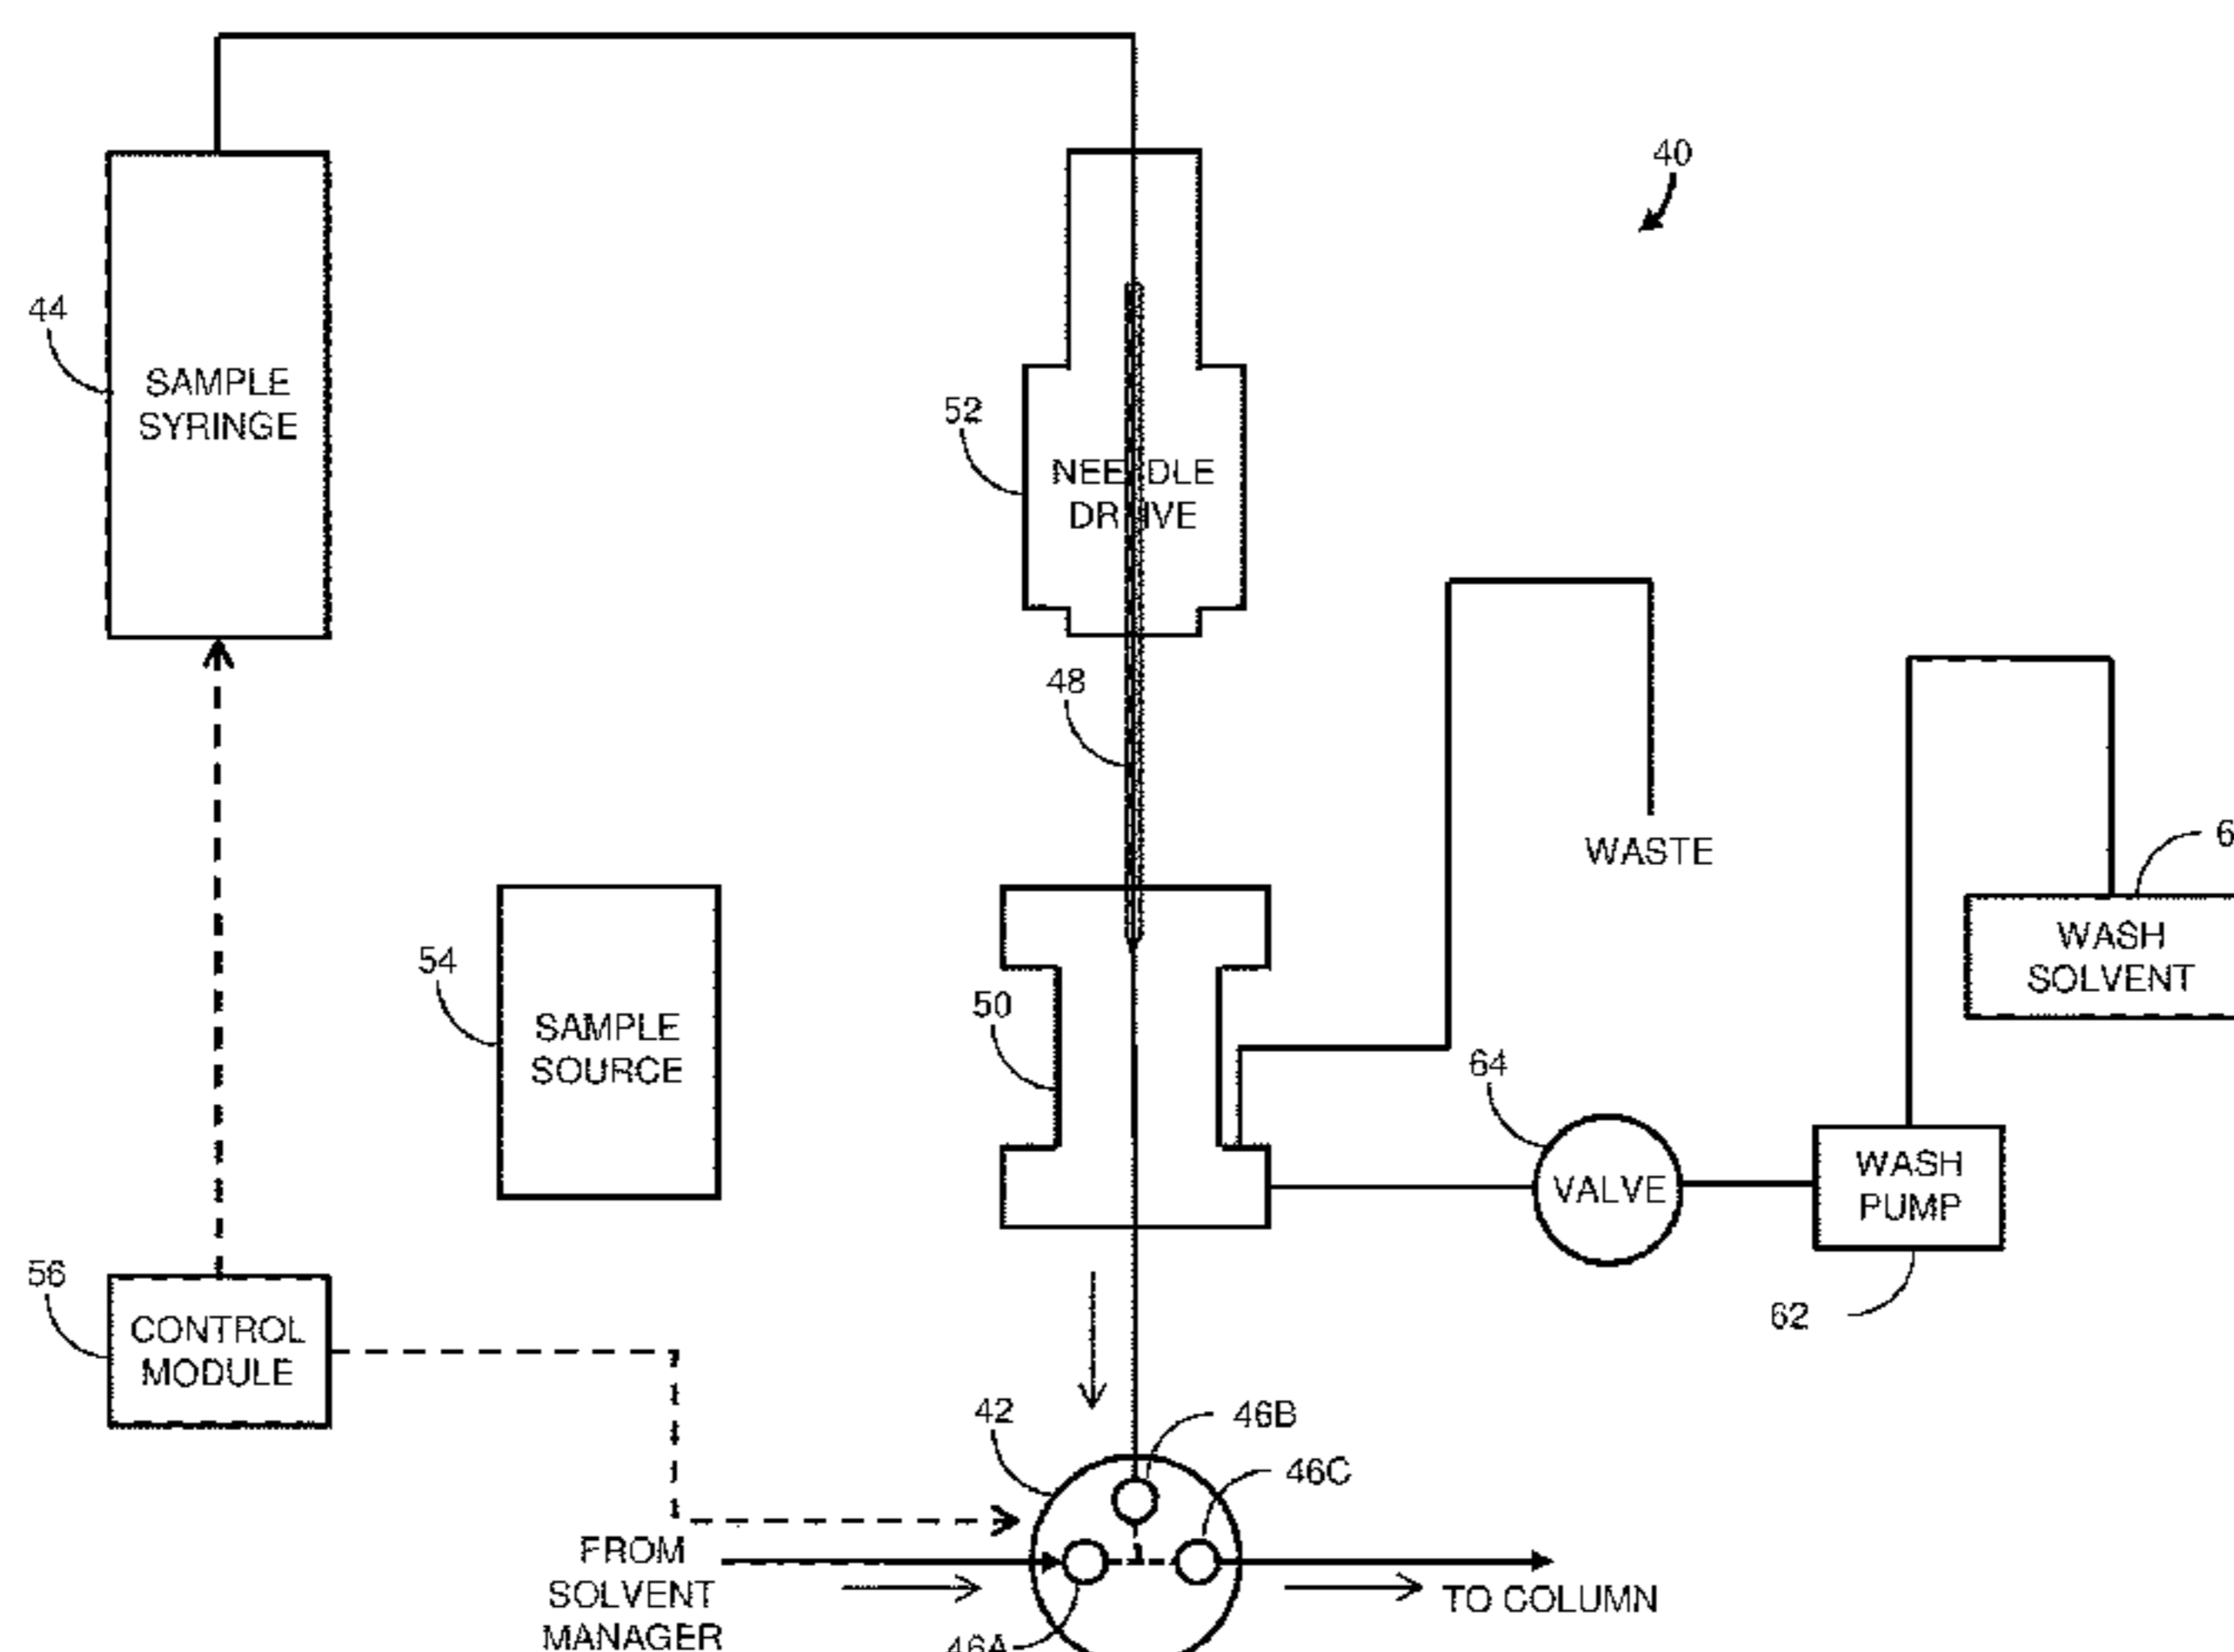 40
44
SAMPLE
SYRINGE
52
NEEDLE
DRIVE
48
WASTE
WASH
SOLVENT
54
SAMPLE
SOURCE
50
64
VALVE
WASH
PUMP
62
56
CONTROL
MODULE
42
46B
46C
FROM
SOLVENT
MANAGER
46A
TO COLUMN